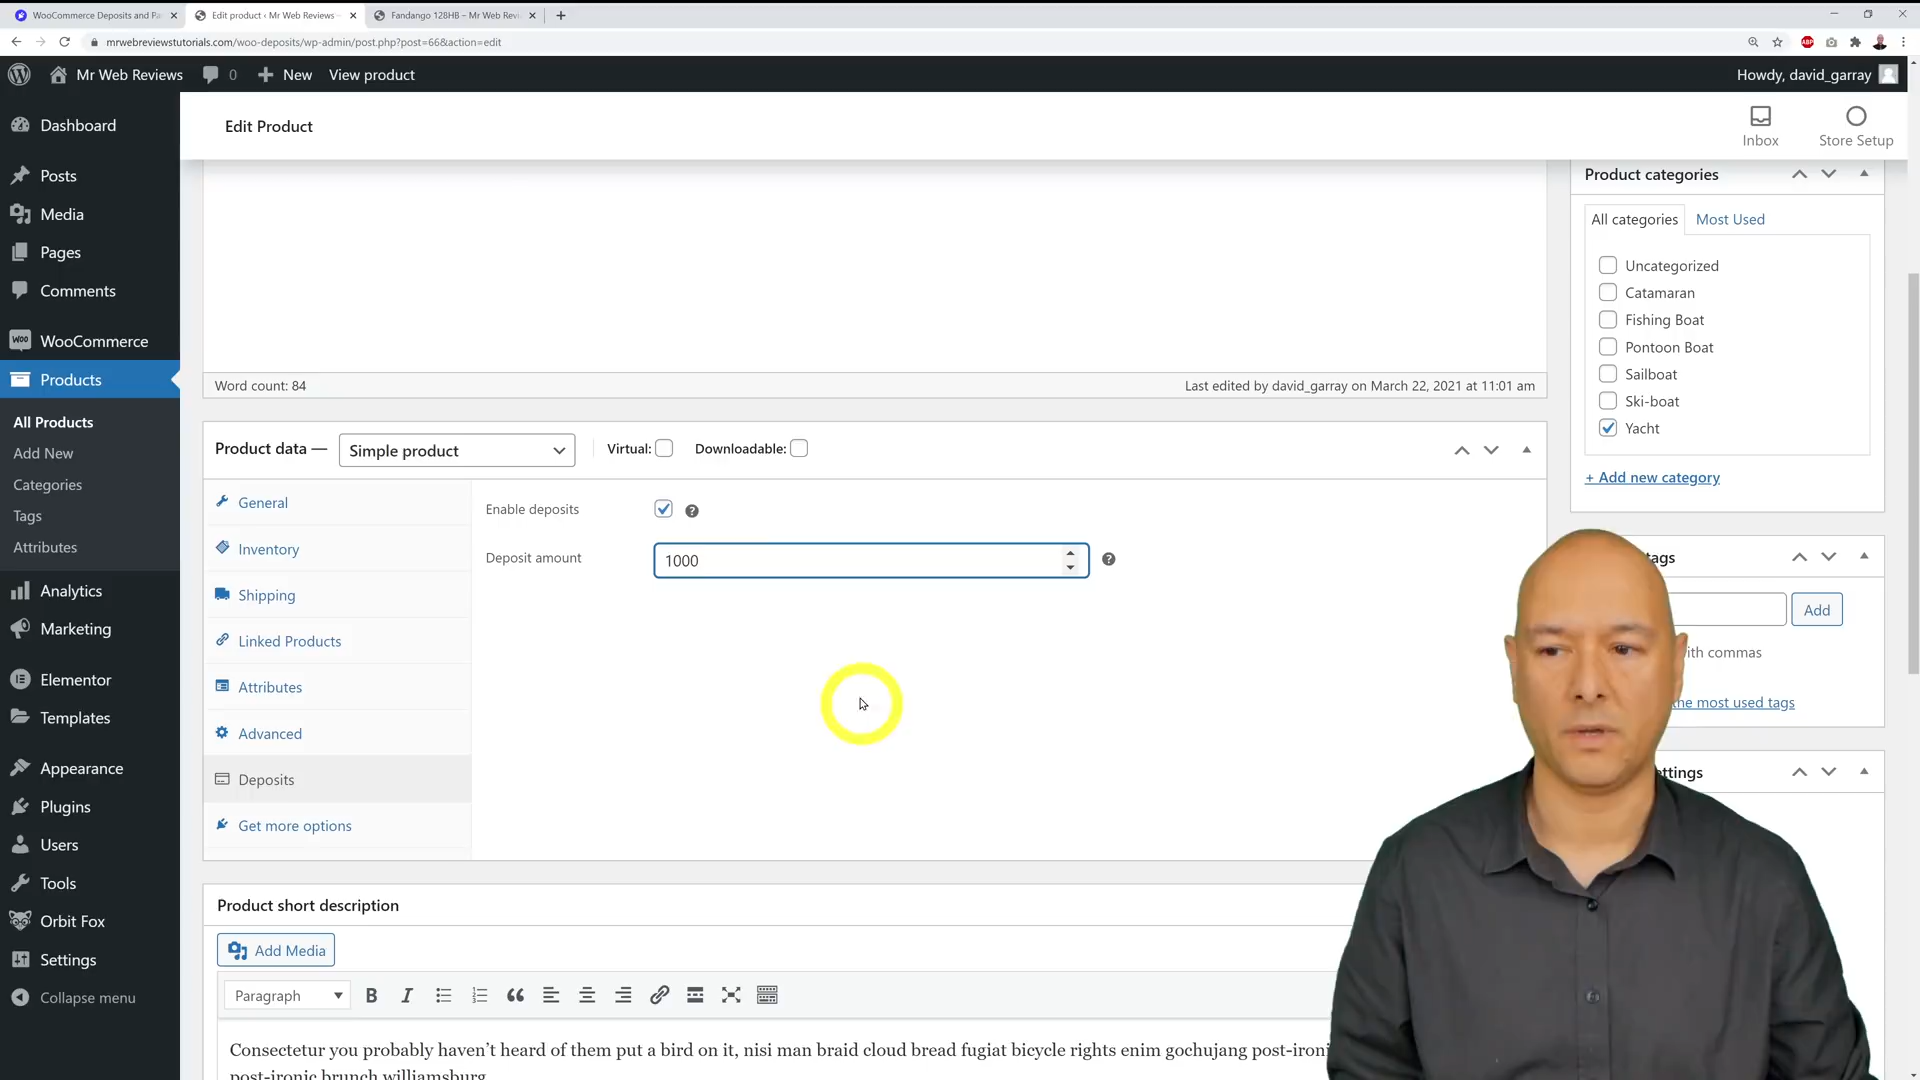 WooCommerce Deposits and Pa
Edit product ‹ Mr Web Reviews —
Fandango 128HB – Mr Web Revi
mrwebreviewstutorials.com/woo-deposits/wp-admin/post.php?post=66&action=edit
ABP
Mr Web Reviews
0
New
View product
Howdy, david_garray
Dashboard
Posts
Media
Pages
Comments
WooCommerce
Products
All Products
Add New
Categories
Tags
Attributes
Analytics
Marketing
Elementor
Templates
Appearance
Plugins
Users
Tools
Orbit Fox
Settings
Collapse menu
Edit Product
Inbox
Store Setup
Word count: 84
Last edited by david_garray on March 22, 2021 at 11:01 am
Product data —
Simple product
Virtual:
Downloadable:
General
Inventory
Shipping
Linked Products
Attributes
Advanced
Deposits
Get more options
Enable deposits
Deposit amount
1000
Product short description
Add Media
Paragraph
B
I
Consectetur you probably haven't heard of them put a bird on it, nisi man braid cloud bread fugiat bicycle rights enim gochujang post-ironi
post-ironic brunch williamsburg
Product categories
All categories
Most Used
Uncategorized
Catamaran
Fishing Boat
Pontoon Boat
Sailboat
Ski-boat
Yacht
+ Add new category
tags
Add
ith commas
the most used tags
ettings